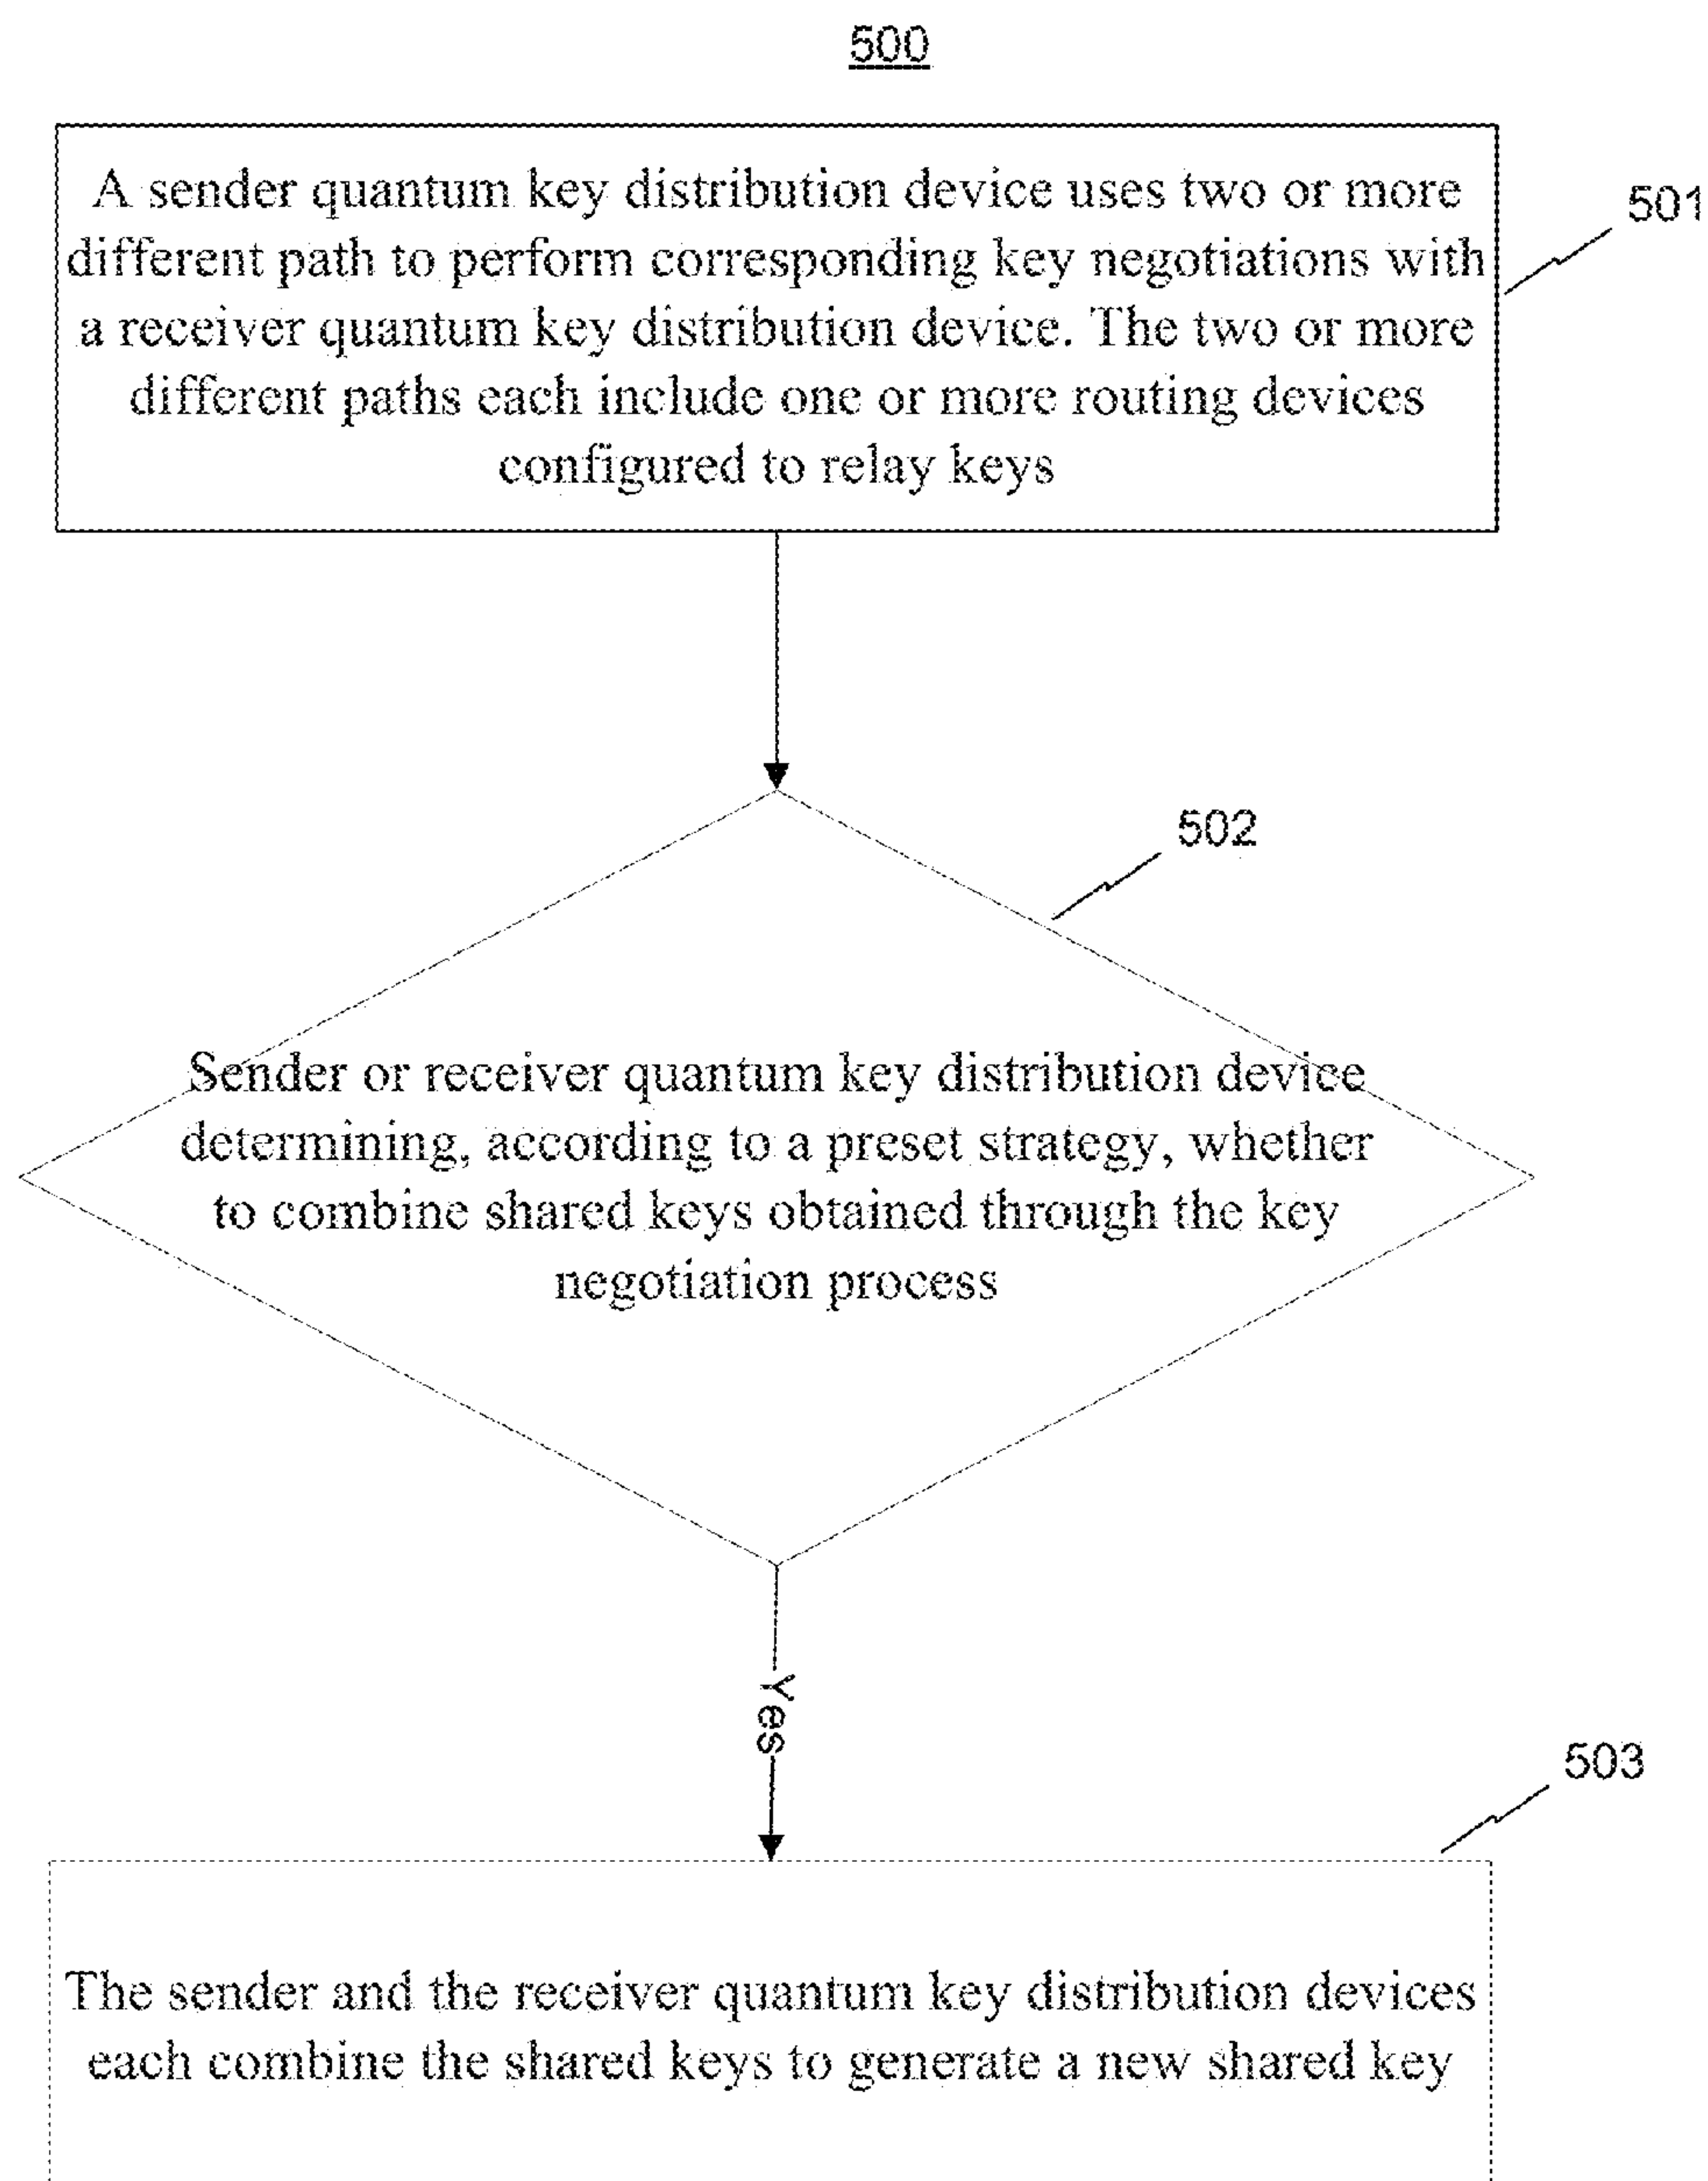 500
A sender quantum key distribution device uses two or more
different path to perform corresponding key negotiations with
a receiver quantum key distribution device. The two or more
different paths each include one or more routing devices
configured to relay keys
501
502
Sender or receiver quantum key distribution device
determining, according to a preset strategy, whether
to combine shared keys obtained through the key
negotiation process
Yes
503
The sender and the receiver quantum key distribution devices
each combine the shared keys to generate a new shared key